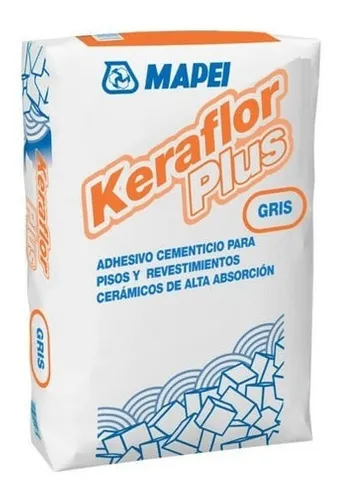 MAPEI
Keraflor
Plus
GRIS
ADHESIVO CEMENTICIO PARA
PISOS Y REVESTIMIENTOS
CERÁMICOS DE ALTA ABSORCIÓN
Keraflor
Plus
GRIS